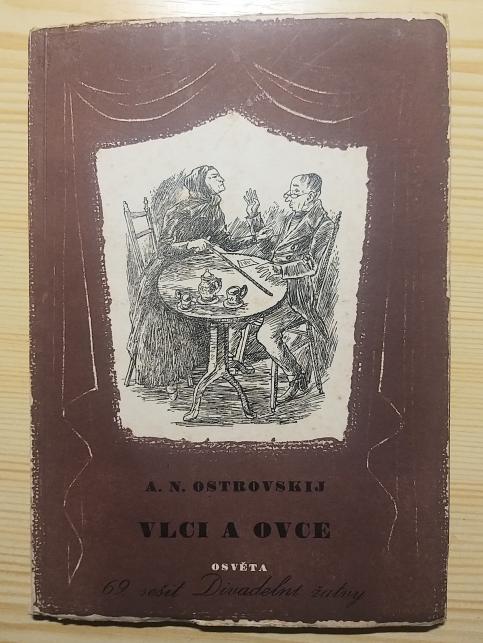 A. N. OSTROVSKIJ
VLCI A OVCE
OSVĚTA
69. sešit Divadelní žatvy